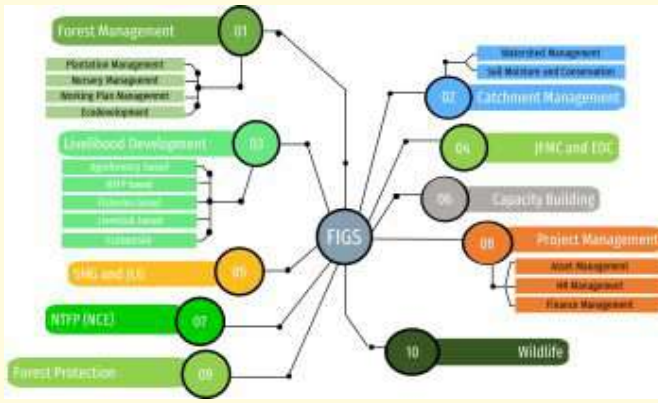 Forest Management
01
Plantation Management
Nursery Management
Working Plan Management
Ecodevelopment
Watershed Management
Soil Moisture and Conservation
02
Catchment Management
Livelihood Development
03
Agroforestry based
NTFP based
Fisheries based
Livestock based
Ecotourism
04
JFMC and EDC
06
Capacity Building
FIGS
08
Project Management
Asset Management
HR Management
Finance Management
SHG and JLG
05
NTFP (NCE)
07
10
Wildlife
Forest Protection
09